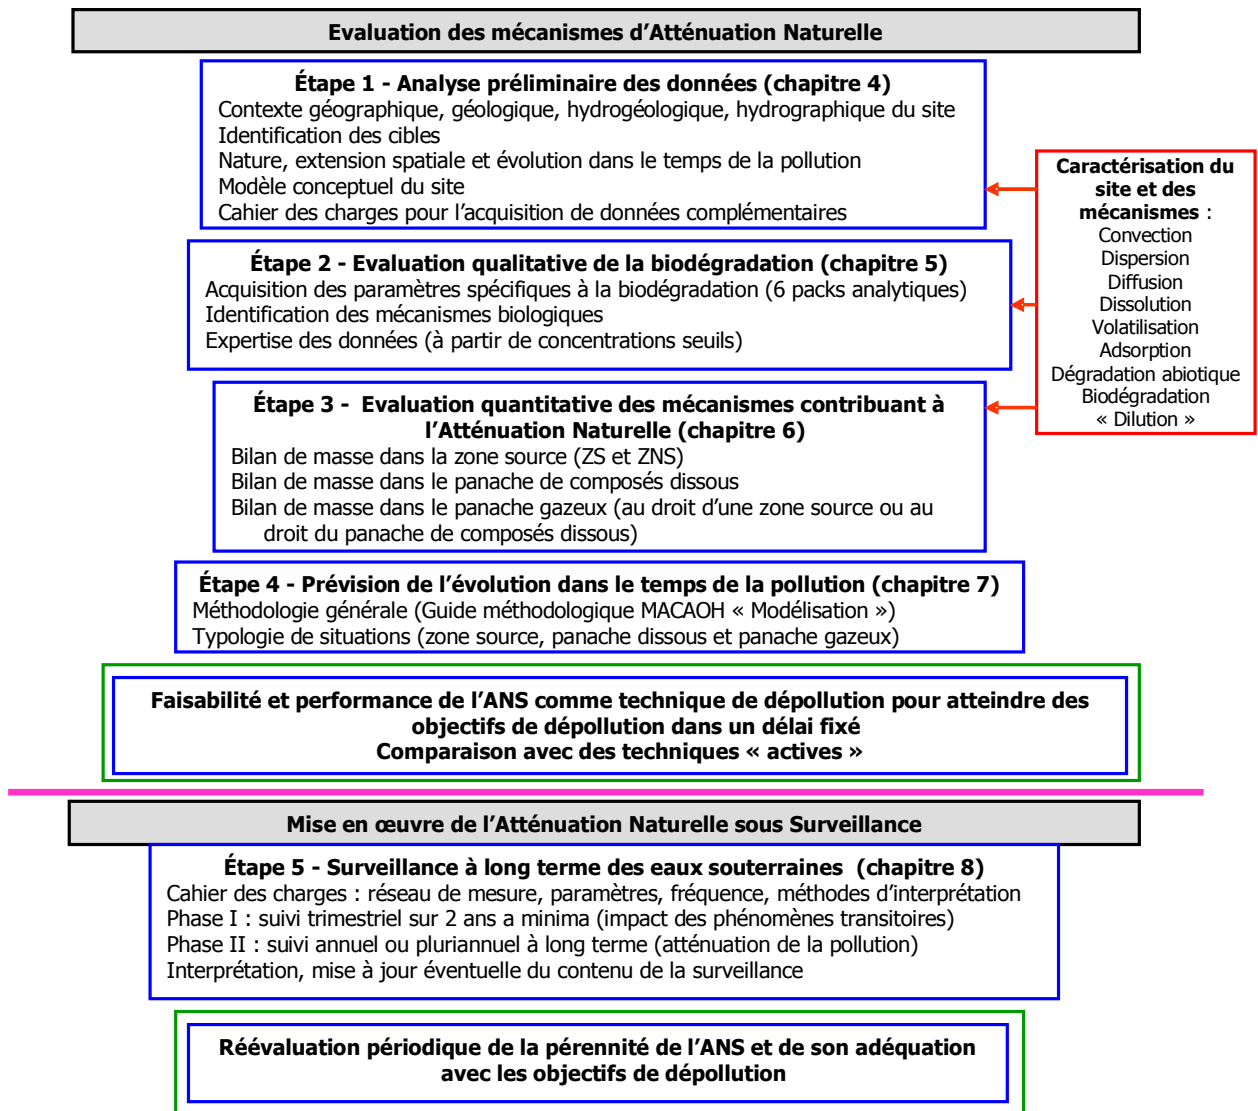 Evaluation des mécanismes d'Atténuation Naturelle
Étape 1 - Analyse préliminaire des données (chapitre 4)
Contexte géographique, géologique, hydrogéologique, hydrographique du site
Identification des cibles
Nature, extension spatiale et évolution dans le temps de la pollution
Modèle conceptuel du site
Cahier des charges pour l'acquisition de données complémentaires
Caractérisation du
site et des
mécanismes :
Convection
Dispersion
Diffusion
Dissolution
Volatilisation
Adsorption
Dégradation abiotique
Biodégradation
« Dilution »
Étape 2 - Evaluation qualitative de la biodégradation (chapitre 5)
Acquisition des paramètres spécifiques à la biodégradation (6 packs analytiques)
Identification des mécanismes biologiques
Expertise des données (à partir de concentrations seuils)
Étape 3 - Evaluation quantitative des mécanismes contribuant à
l'Atténuation Naturelle (chapitre 6)
Bilan de masse dans la zone source (ZS et ZNS)
Bilan de masse dans le panache de composés dissous
Bilan de masse dans le panache gazeux (au droit d'une zone source ou au
droit du panache de composés dissous)
Étape 4 - Prévision de l'évolution dans le temps de la pollution (chapitre 7)
Méthodologie générale (Guide méthodologique MACAOH « Modélisation »)
Typologie de situations (zone source, panache dissous et panache gazeux)
Faisabilité et performance de l'ANS comme technique de dépollution pour atteindre des
objectifs de dépollution dans un délai fixé
Comparaison avec des techniques « actives »
Mise en œuvre de l'Atténuation Naturelle sous Surveillance
Étape 5 - Surveillance à long terme des eaux souterraines (chapitre 8)
Cahier des charges : réseau de mesure, paramètres, fréquence, méthodes d'interprétation
Phase I : suivi trimestriel sur 2 ans a minima (impact des phénomènes transitoires)
Phase II : suivi annuel ou pluriannuel à long terme (atténuation de la pollution)
Interprétation, mise à jour éventuelle du contenu de la surveillance
Réévaluation périodique de la pérennité de l'ANS et de son adéquation
avec les objectifs de dépollution